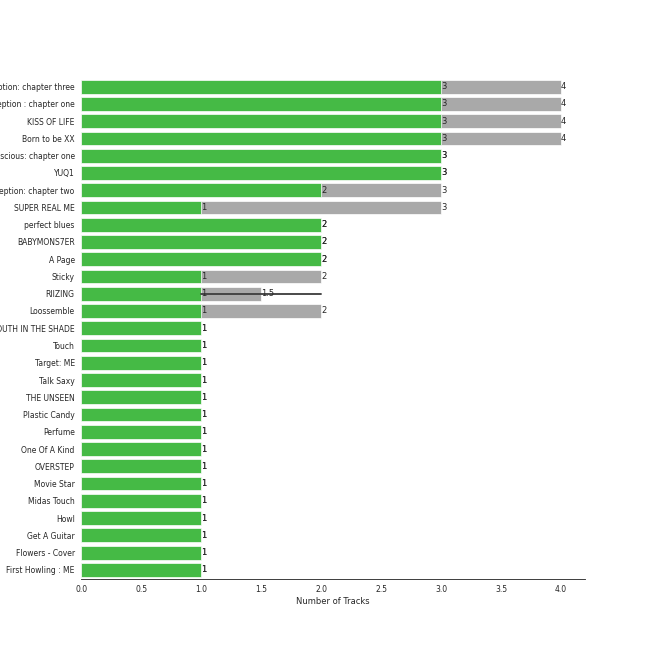 ption: chapter three 3 4
eption : chapter one 3 4
KISS OF LIFE 3 4
Born to be XX 3 4
scious: chapter one 3
YUQ1 3
eption: chapter two 2 3
SUPER REAL ME 1 3
perfect blues 2
BABYMONS7ER 2
A Page 2
Sticky 1 2
RIIZING 1 1.5
Loossemble 1 2
OUTH IN THE SHADE 1
Touch 1
Target: ME 1
Talk Saxy 1
THE UNSEEN 1
Plastic Candy 1
Perfume 1
One Of A Kind 1
OVERSTEP 1
Movie Star 1
Midas Touch 1
Howl 1
Get A Guitar 1
Flowers - Cover 1
First Howling : ME 1
0.0 0.5 1.0 1.5 2.0 2.5 3.0 3.5 4.0
Number of Tracks